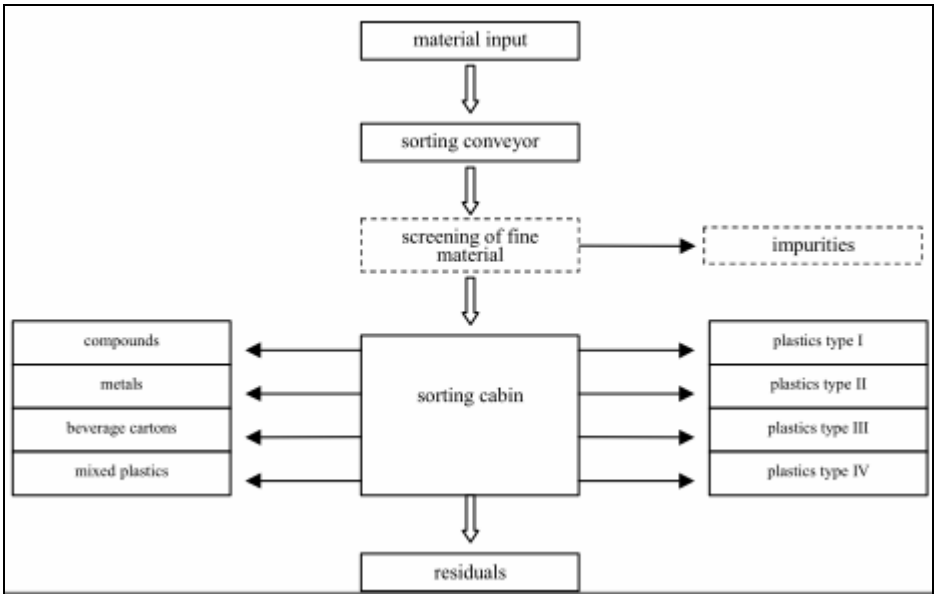 material input
sorting conveyor
screening of fine
material
impurities
compounds
metals
beverage cartons
mixed plastics
sorting cabin
plastics type I
plastics type II
plastics type III
plastics type IV
residuals